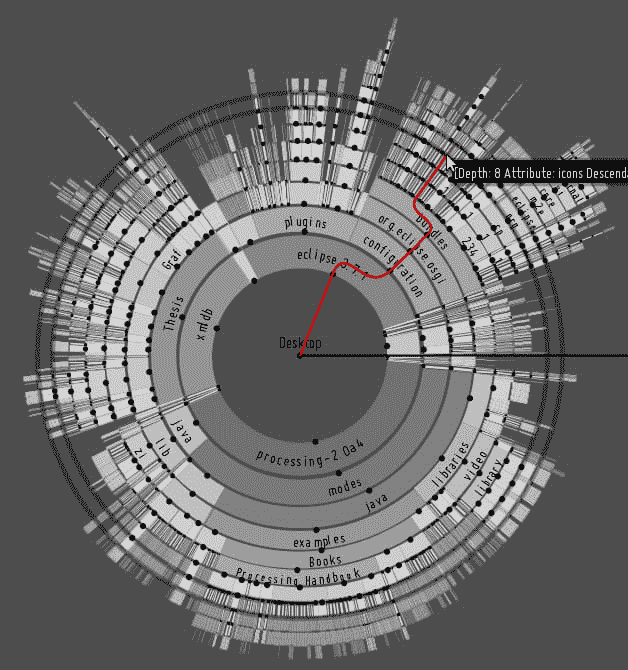 plugins
eclipse 3.7.1
org.eclipse.osgi
configuration
bundles
234
1
[Depth: 8 Attribute: icons Descenda
Graf
Thesis
xmldb
Desktop
java
lib
processing-2.0a4
modes
java
libraries
video
library
examples
Books
Processing Handbook